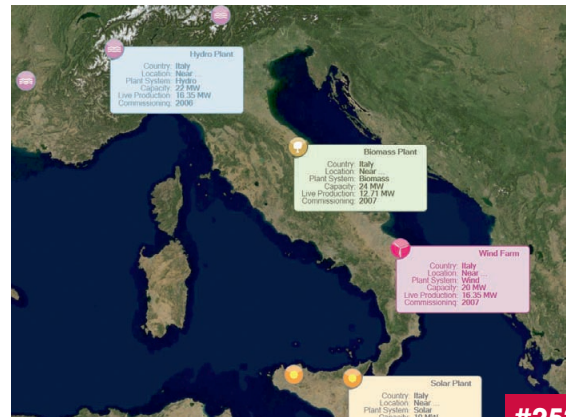 Hydro Plant
Country: Italy
Location: Near ...
Plant System: Hydro
Capacity: 22 MW
Live Production: 16.35 MW
Commissioning: 2006
Biomass Plant
Country: Italy
Location: Near ...
Plant System: Biomass
Capacity: 24 MW
Live Production: 12.71 MW
Commissioning: 2007
Wind Farm
Country: Italy
Location: Near ...
Plant System: Wind
Capacity: 20 MW
Live Production: 16.35 MW
Commissioning: 2007
Solar Plant
Country: Italy
Location: Near ...
Plant System: Solar
Capacity: 10 MW